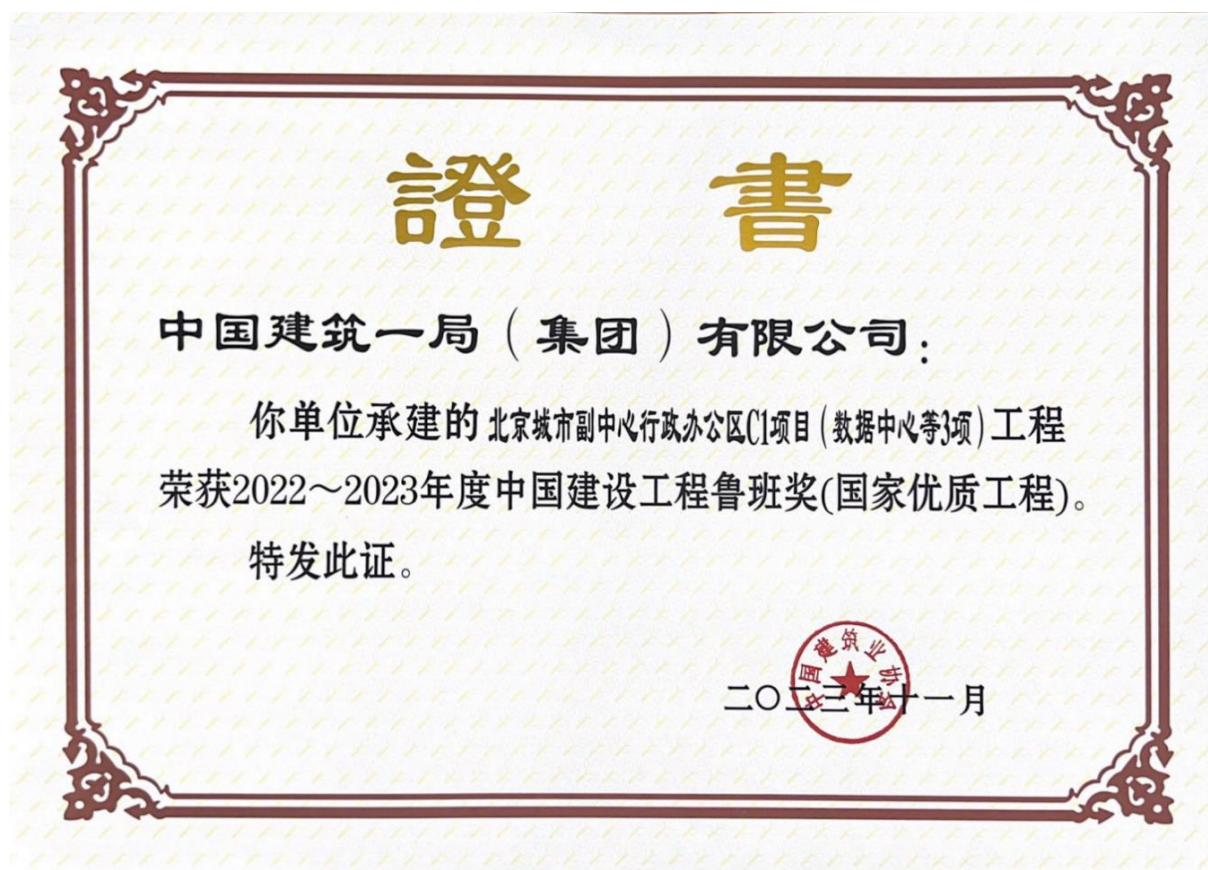 證 書
中国建筑一局（集团）有限公司：
你单位承建的 北京城市副中心行政办公区C1项目（数据中心等3项）工程
荣获2022～2023年度中国建设工程鲁班奖(国家优质工程)。
特发此证。
中国建筑业协会
二〇二三年十一月